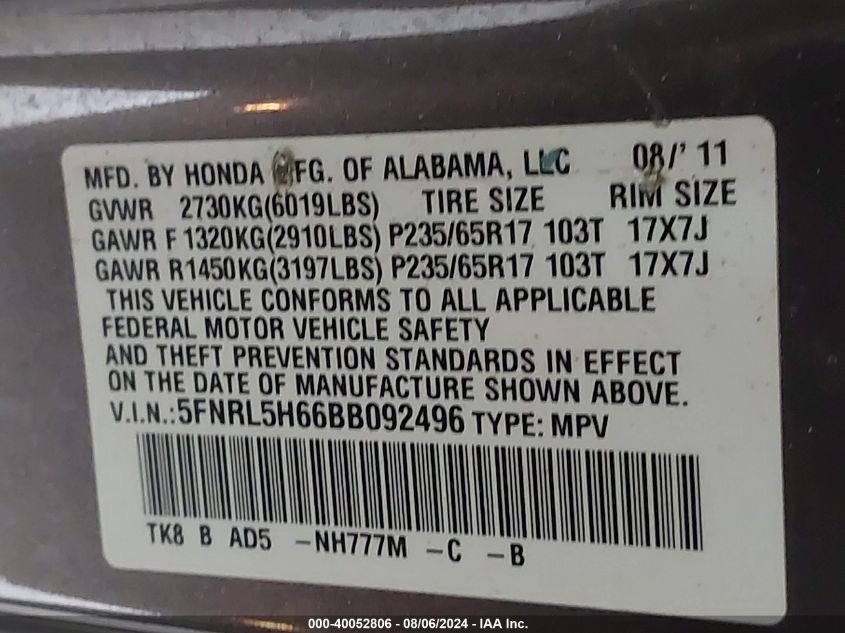 MFD. BY HONDA MFG. OF ALABAMA, LLC 08/' 11
GVWR 2730KG(6019LBS) TIRE SIZE RIM SIZE
GAWR F 1320KG(2910LBS) P235/65R17 103T 17X7J
GAWR R1450KG(3197LBS) P235/65R17 103T 17X7J
THIS VEHICLE CONFORMS TO ALL APPLICABLE
FEDERAL MOTOR VEHICLE SAFETY
AND THEFT PREVENTION STANDARDS IN EFFECT
ON THE DATE OF MANUFACTURE SHOWN ABOVE.
V.I.N.:5FNRL5H66BB092496 TYPE: MPV
TK8 B AD5 -NH777M -C -B
000-40052806 - 08/06/2024 - IAA Inc.